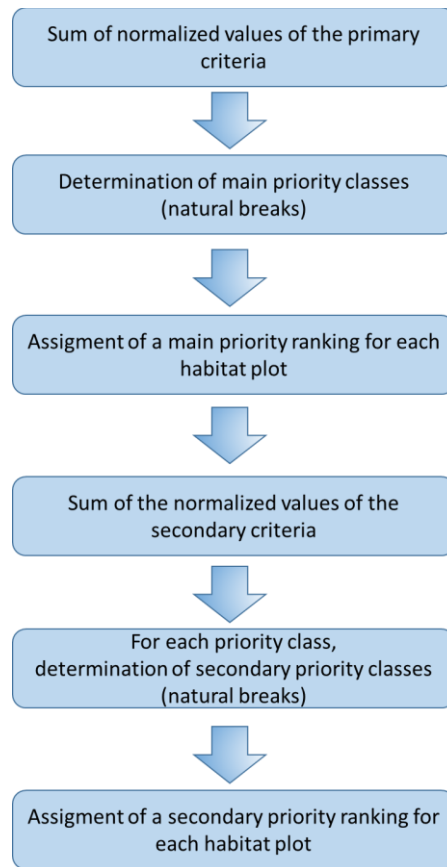 Sum of normalized values of the primary
criteria
Determination of main priority classes
(natural breaks)
Assigment of a main priority ranking for each
habitat plot
Sum of the normalized values of the
secondary criteria
For each priority class,
determination of secondary priority classes
(natural breaks)
Assigment of a secondary priority ranking for
each habitat plot